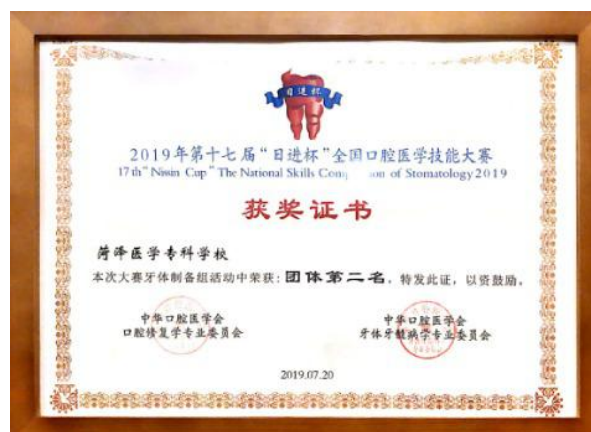 日进杯
2019年第十七届“日进杯”全国口腔医学技能大赛
17th"Nissin Cup"The National Skills of Stomatology2019
获奖证书
菏泽医学专科学校
本次大赛牙体制备组活动中荣获:团体第二名,特发此证,以资鼓励。
中华口腔医学会
口腔修复学专业委员会
中华口腔医学会
牙体牙髓病学专业委员会
2019.07.20